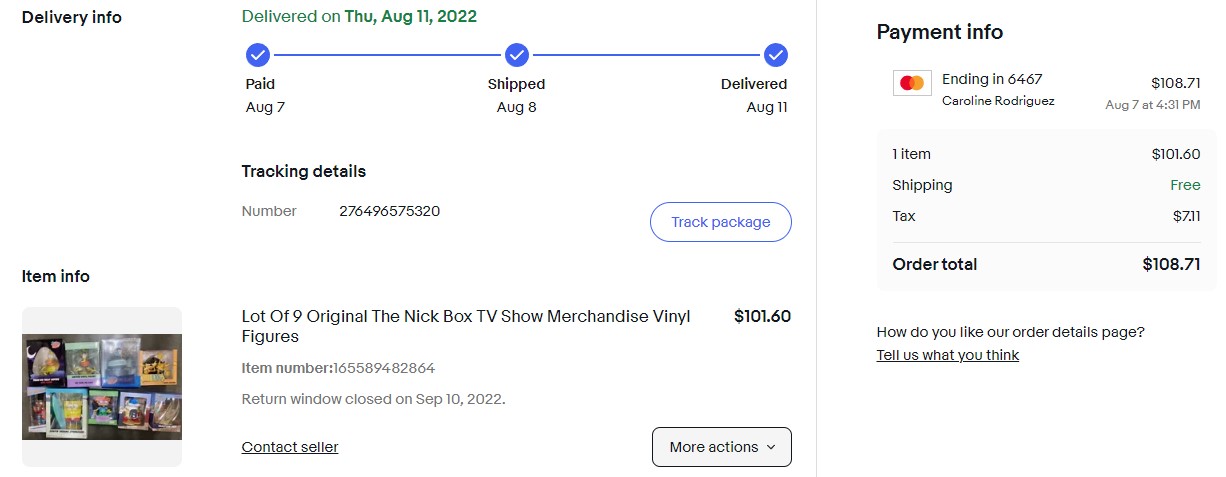 Delivery info
Delivered on Thu, Aug 11, 2022
Paid
Aug 7
Shipped
Aug 8
Delivered
Aug 11
Tracking details
Number 276496575320
Track package
Item info
Lot Of 9 Original The Nick Box TV Show Merchandise Vinyl
Figures
$101.60
Item number:165589482864
Return window closed on Sep 10, 2022.
Contact seller
More actions
Payment info
Ending in 6467
Caroline Rodriguez
$108.71
Aug 7 at 4:31 PM
1 item $101.60
Shipping Free
Tax $7.11
Order total $108.71
How do you like our order details page?
Tell us what you think